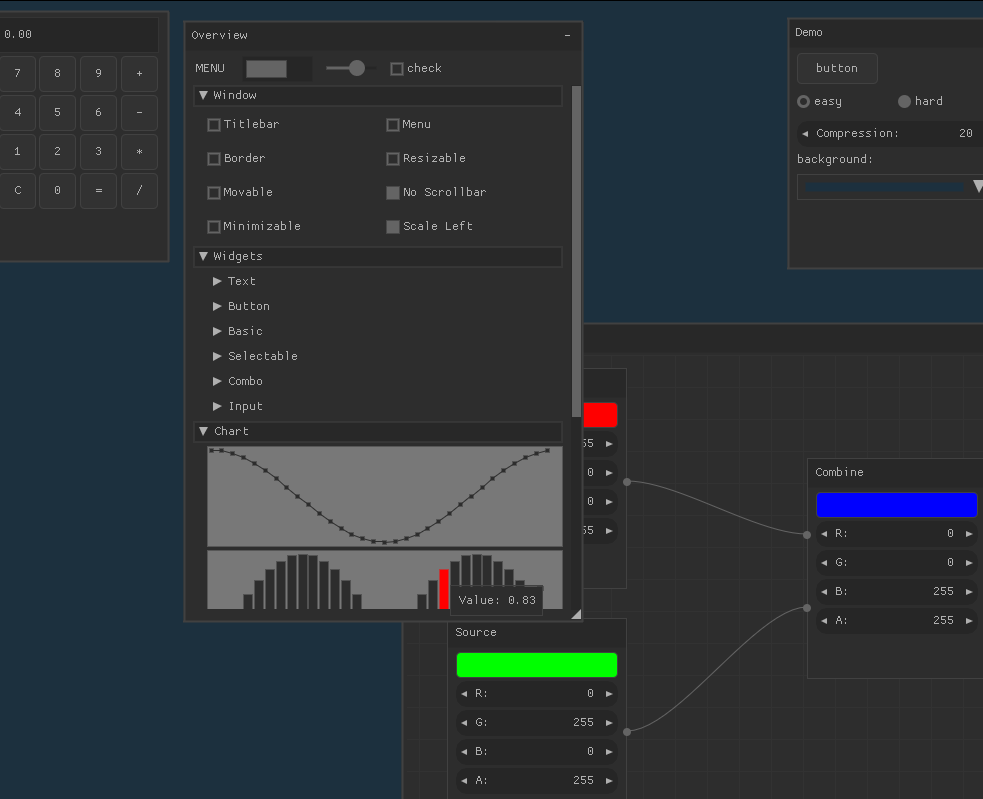 0.00
7 8 9 +
4 5 6 -
1 2 3 *
C 0 = /
Overview -
MENU check
Window
Titlebar Menu
Border Resizable
Movable No Scrollbar
Minimizable Scale Left
Widgets
Text
Button
Basic
Selectable
Combo
Input
Chart
Value: 0.83
Demo
button
easy hard
Compression: 20
background:
55
0
0
55
Source
R: 0
G: 255
B: 0
A: 255
Combine
R: 0
G: 0
B: 255
A: 255